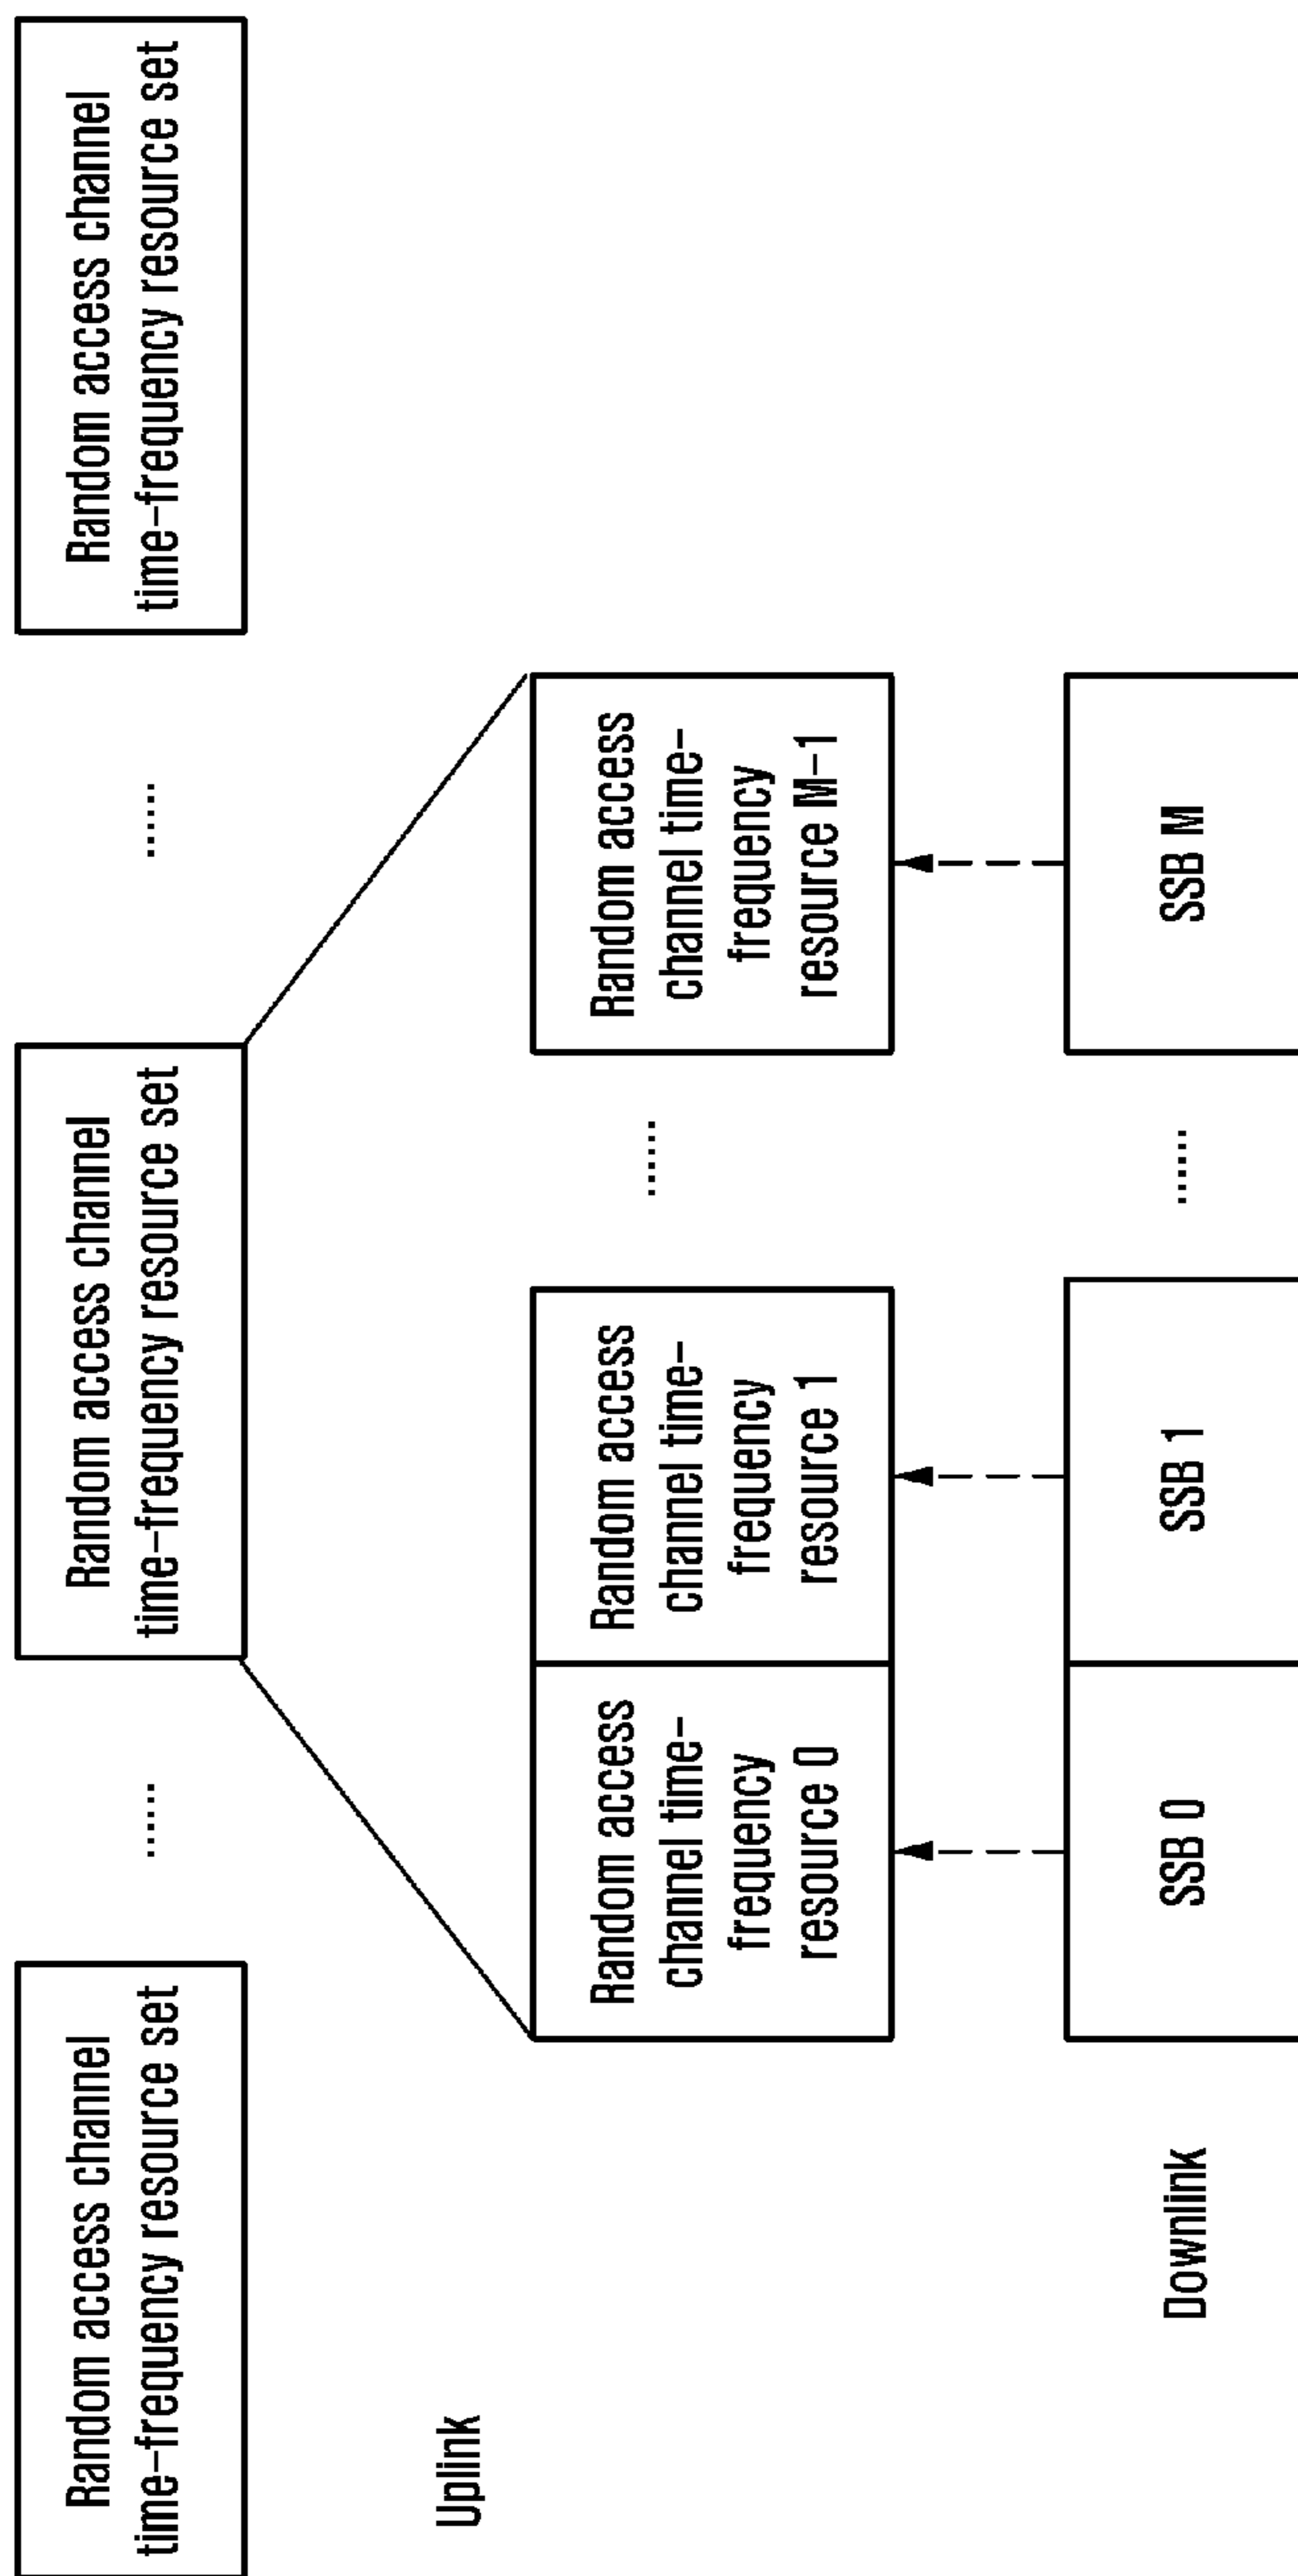 Random access channel
time-frequency resource set
......
Random access channel
time-frequency resource set
......
Random access channel
time-frequency resource set
Uplink
Random access
channel time-
frequency
resource 0
Random access
channel time-
frequency
resource 1
......
Random access
channel time-
frequency
resource M-1
Downlink
SSB 0
SSB 1
......
SSB M